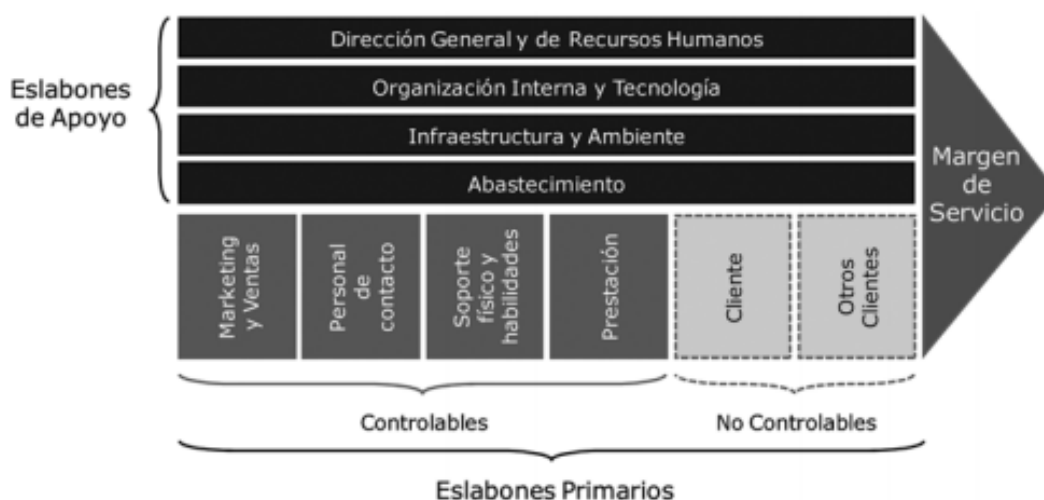 Dirección General y de Recursos Humanos
Organización Interna y Tecnología
Infraestructura y Ambiente
Abastecimiento
Eslabones
de Apoyo
Margen
de
Servicio
Marketing
y Ventas
Personal
de
contacto
Soporte
físico y
habilidades
Prestación
Cliente
Otros
Clientes
Controlables
No Controlables
Eslabones Primarios